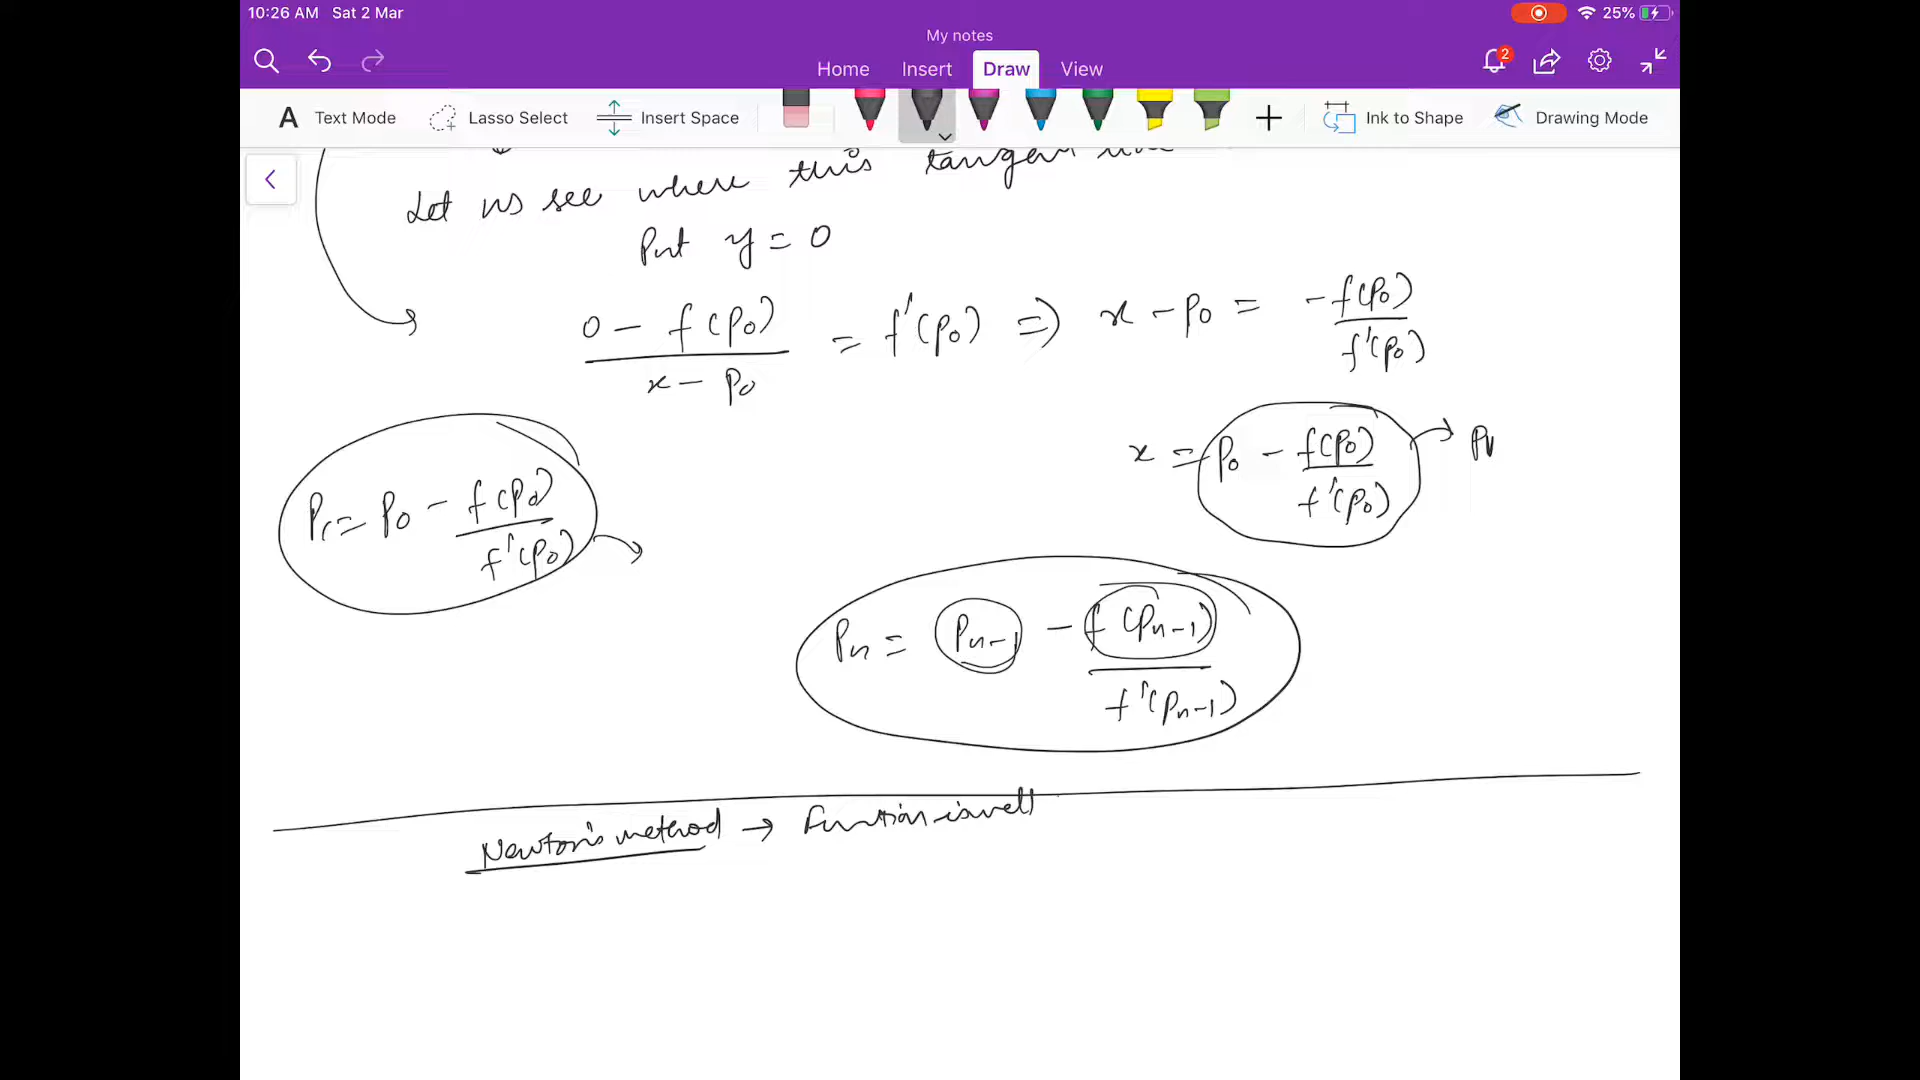 10:26 AM Sat 2 Mar
25%
My notes
2
Home Insert Draw View
A Text Mode Lasso Select Insert Space Ink to Shape Drawing Mode
Let us see where this tangent line
Put y = 0
0 - f(p₀) / x - p₀ = f'(p₀) ⇒ x - p₀ = -f(p₀) / f'(p₀)
x = p₀ - f(p₀) / f'(p₀) →
P₁ = P₀ - f(P₀) / f'(P₀) →
Pₙ = Pₙ₋₁ - f(Pₙ₋₁) / f'(Pₙ₋₁)
Newton's method → Function is well